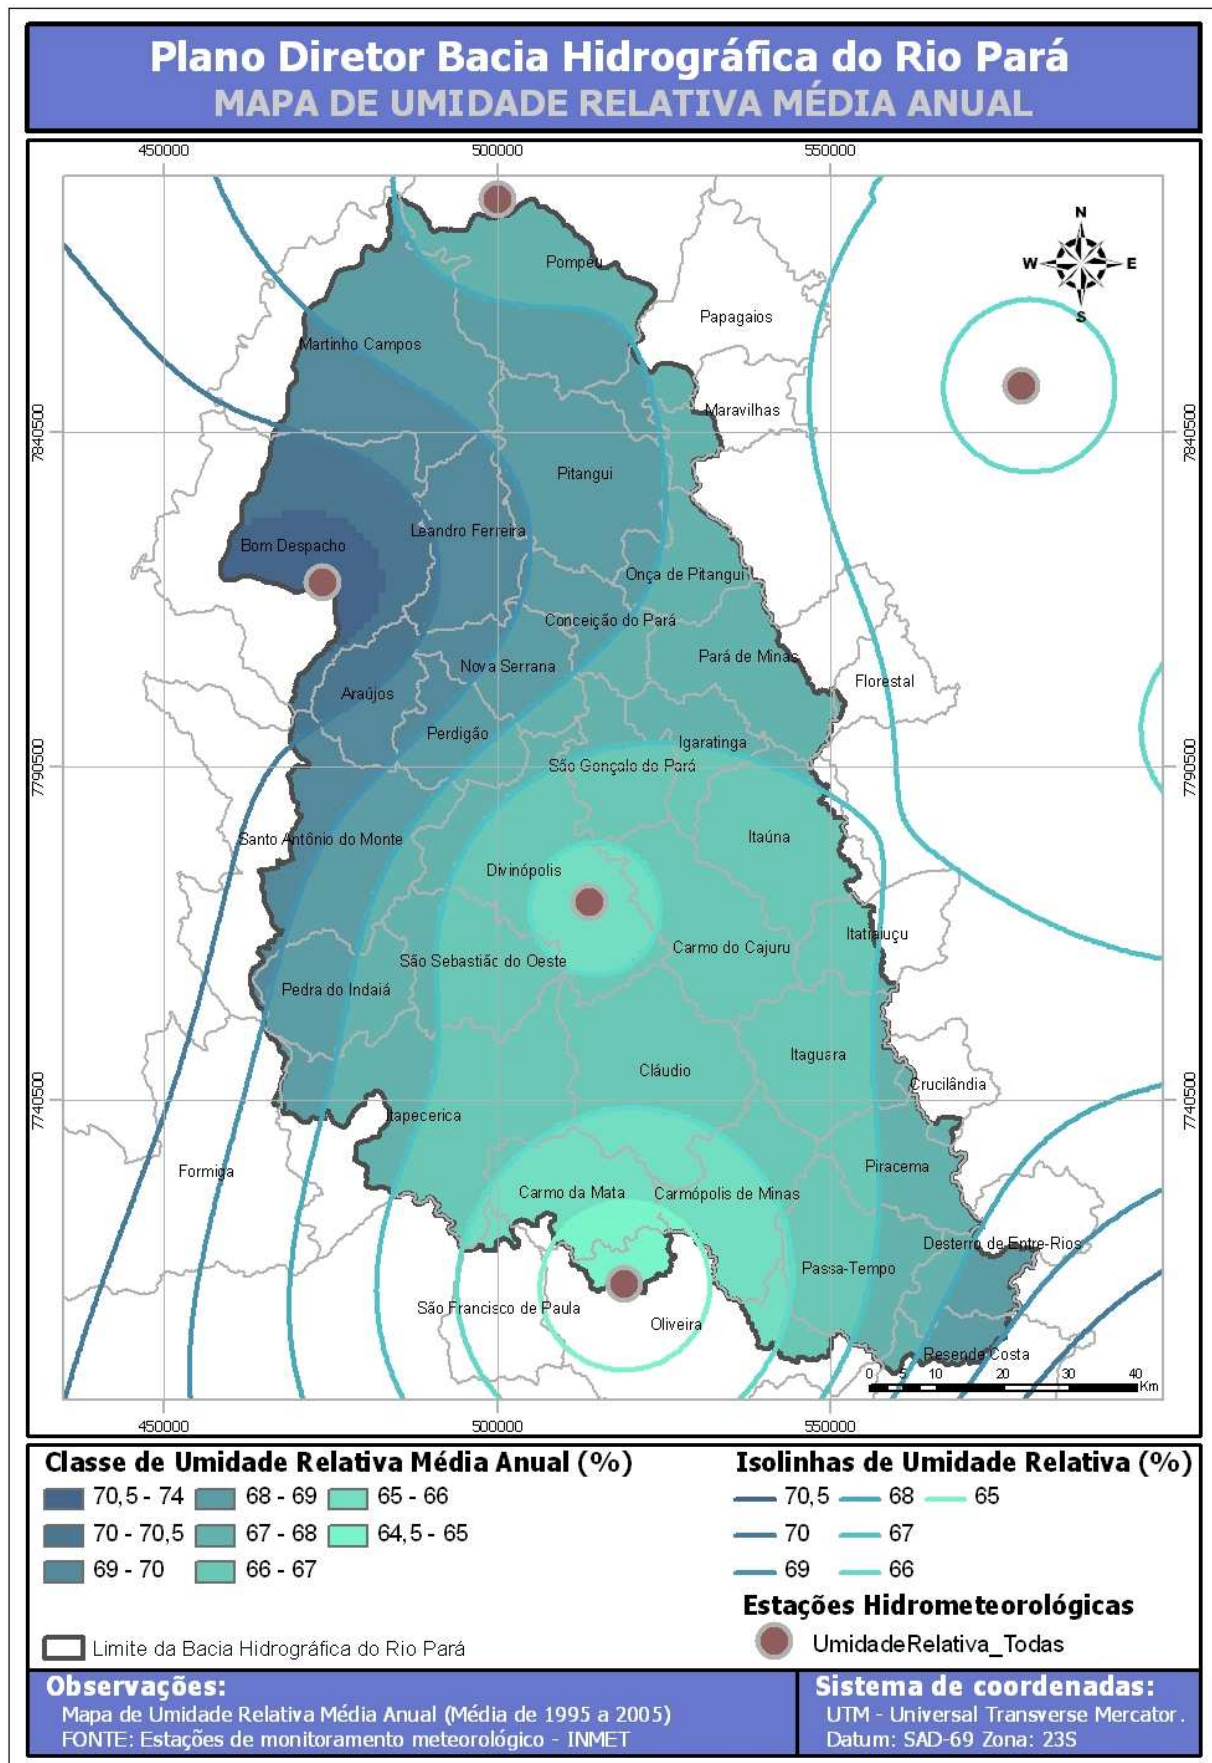 Plano Diretor Bacia Hidrográfica do Rio Pará
MAPA DE UMIDADE RELATIVA MÉDIA ANUAL
450000 500000 550000
N
W E
S
Pompéu
Papagaios
Martinho Campos
Maravilhas
7840500 7840500
Pitangui
Leandro Ferreira
Bom Despacho
Onça de Pitangui
Conceição do Pará
Pará de Minas
Nova Serrana
Florestal
Araújos
Perdigão
Igaratinga
São Gonçalo do Pará
7790500 7790500
Santo Antônio do Monte
Itaúna
Divinópolis
Itatiaiuçu
Carmo do Cajuru
São Sebastião do Oeste
Pedra do Indaiá
Itaguara
Cláudio
Crucilândia
7740500 7740500
Itapecerica
Formiga
Piracema
Carmo da Mata
Carmópolis de Minas
Desterro de Entre-Rios
Passa-Tempo
São Francisco de Paula
Oliveira
Resende Costa
0 5 10 20 30 40
Km
450000 500000 550000
Classe de Umidade Relativa Média Anual (%)
70,5 - 74 68 - 69 65 - 66
70 - 70,5 67 - 68 64,5 - 65
69 - 70 66 - 67
Limite da Bacia Hidrográfica do Rio Pará
Isolinhas de Umidade Relativa (%)
70,5 68 65
70 67
69 66
Estações Hidrometeorológicas
UmidadeRelativa_Todas
Observações:
Mapa de Umidade Relativa Média Anual (Média de 1995 a 2005)
FONTE: Estações de monitoramento meteorológico - INMET
Sistema de coordenadas:
UTM - Universal Transverse Mercator.
Datum: SAD-69 Zona: 23S